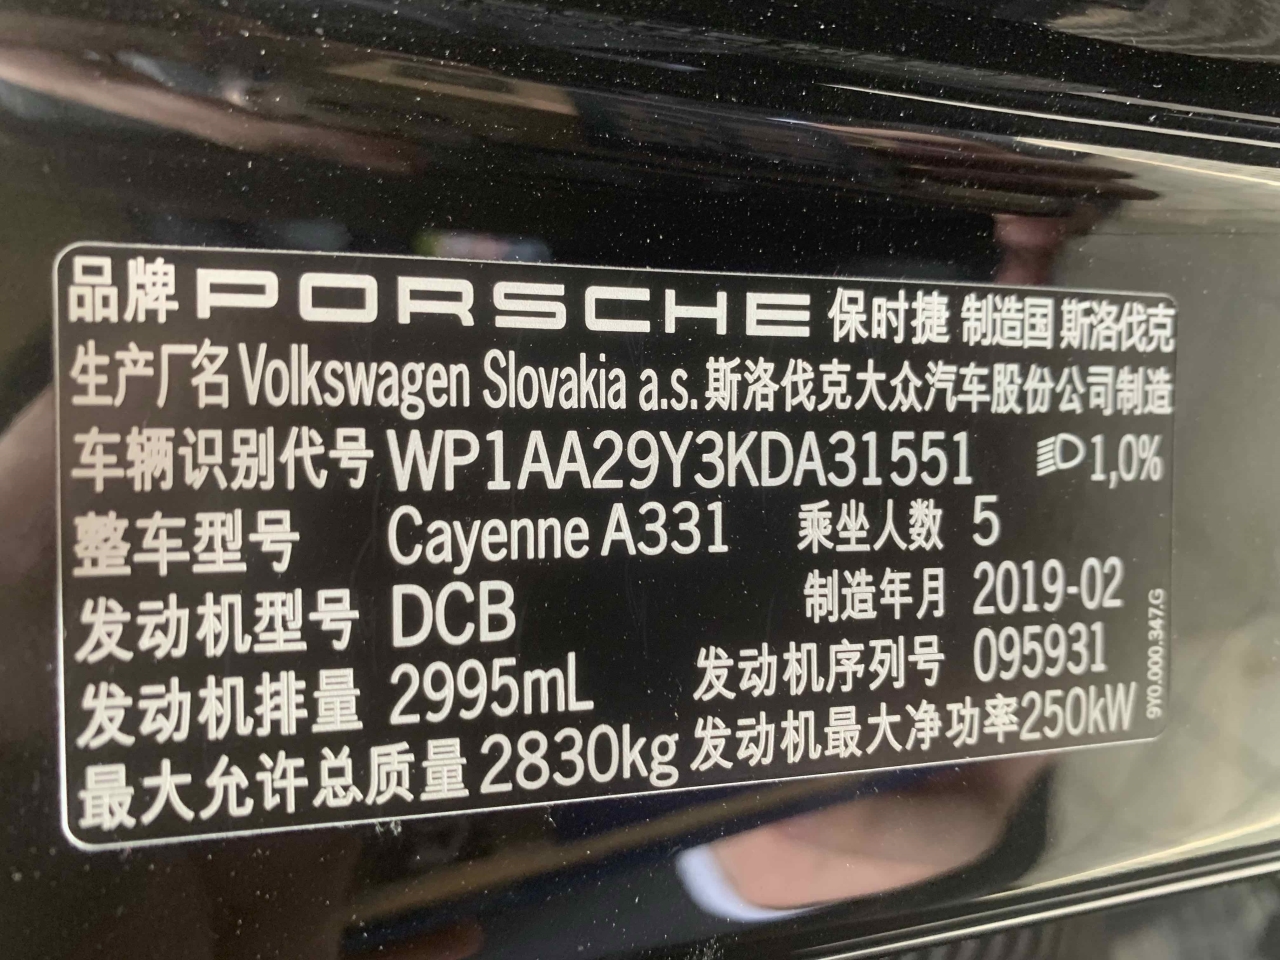 品牌 PORSCHE 保时捷 制造国 斯洛伐克
生产厂名 Volkswagen Slovakia a.s. 斯洛伐克大众汽车股份公司制造
车辆识别代号 WP1AA29Y3KDA31551 1,0%
整车型号 Cayenne A331 乘坐人数 5
发动机型号 DCB 制造年月 2019-02
发动机排量 2995mL 发动机序列号 095931
最大允许总质量 2830kg 发动机最大净功率 250kW
9Y0.000.347.G